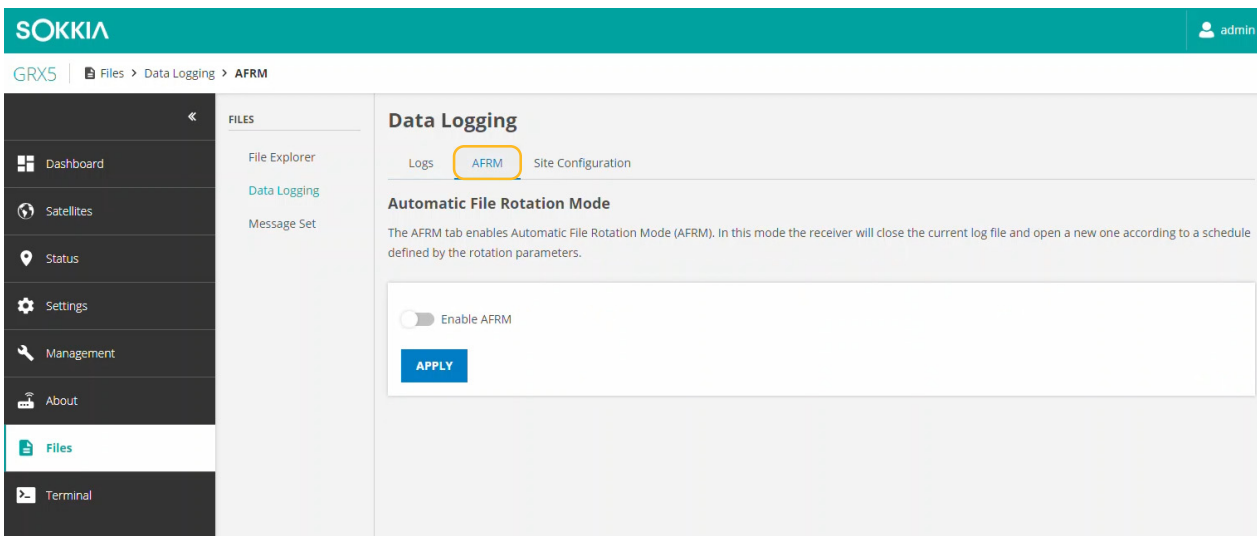 SOKKIA
admin
GRX5
Files > Data Logging > AFRM
«
Dashboard
Satellites
Status
Settings
Management
About
Files
Terminal
FILES
File Explorer
Data Logging
Message Set
Data Logging
Logs AFRM Site Configuration
Automatic File Rotation Mode
The AFRM tab enables Automatic File Rotation Mode (AFRM). In this mode the receiver will close the current log file and open a new one according to a schedule
defined by the rotation parameters.
Enable AFRM
APPLY